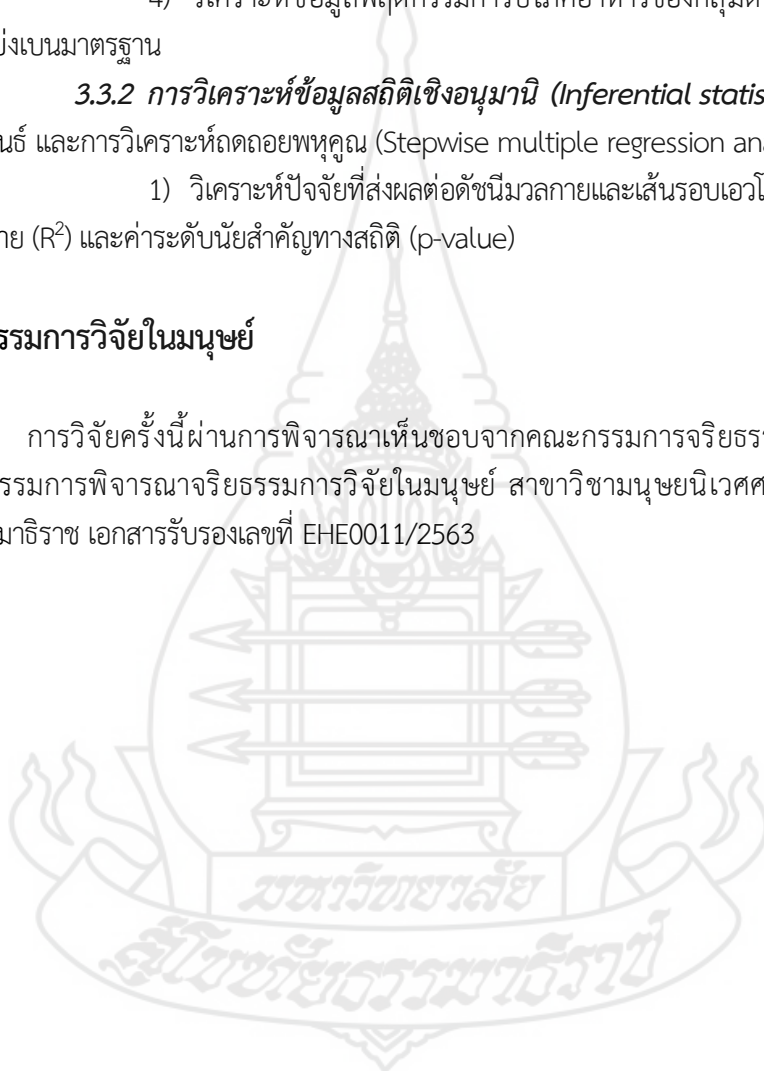 4) วิเคราะห์ข้อมูลพฤติกรรมการบริโภคอาหารของกลุ่มตั
บ่งเบนมาตรฐาน
3.3.2 การวิเคราะห์ข้อมูลสถิติเชิงอนุมานิ (Inferential statis
นธ์ และการวิเคราะห์ถดถอยพหุคูณ (Stepwise multiple regression ana
1) วิเคราะห์ปัจจัยที่ส่งผลต่อดัชนีมวลกายและเส้นรอบเอวโ
าย (R²) และค่าระดับนัยสำคัญทางสถิติ (p-value)
รรมการวิจัยในมนุษย์
การวิจัยครั้งนี้ผ่านการพิจารณาเห็นชอบจากคณะกรรมการจริยธรร
รรมการพิจารณาจริยธรรมการวิจัยในมนุษย์ สาขาวิชามนุษยนิเวศศ
มาธิราช เอกสารรับรองเลขที่ EHE0011/2563
มหาวิทยาลัย
สุโขทัยธรรมาธิราช